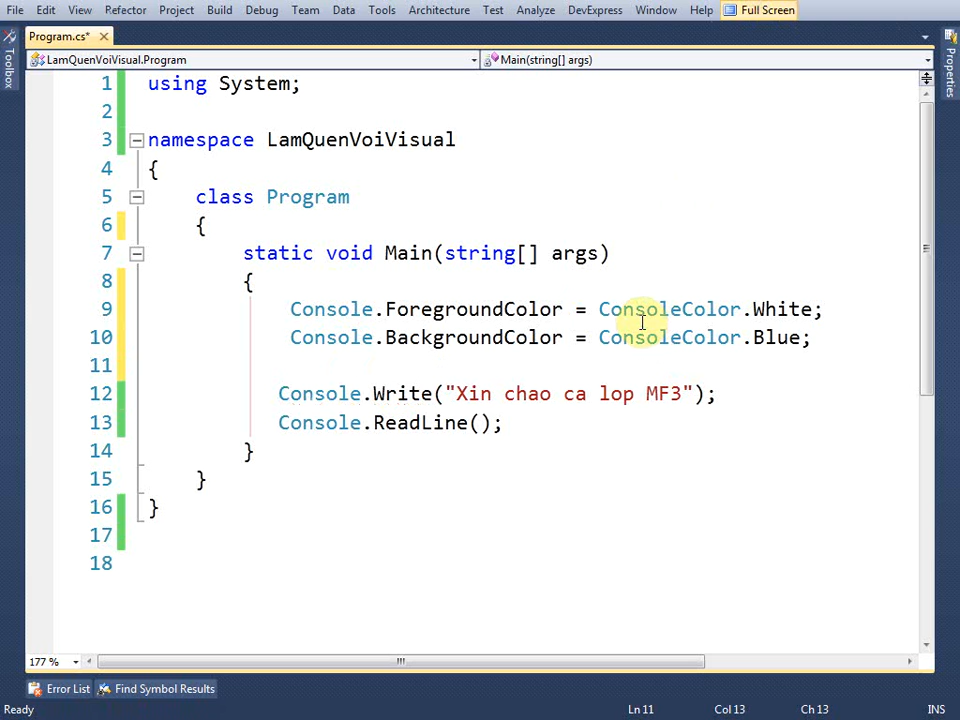 File Edit View Refactor Project Build Debug Team Data Tools Architecture Test Analyze DevExpress Window Help Full Screen
Program.cs*
Toolbox
Properties
LamQuenVoiVisual.Program Main(string[] args)
1 using System;
2
3 namespace LamQuenVoiVisual
4 {
5 class Program
6 {
7 static void Main(string[] args)
8 {
9 Console.ForegroundColor = ConsoleColor.White;
10 Console.BackgroundColor = ConsoleColor.Blue;
11
12 Console.Write("Xin chao ca lop MF3");
13 Console.ReadLine();
14 }
15 }
16 }
17
18
177 %
Error List Find Symbol Results
Ready Ln 11 Col 13 Ch 13 INS